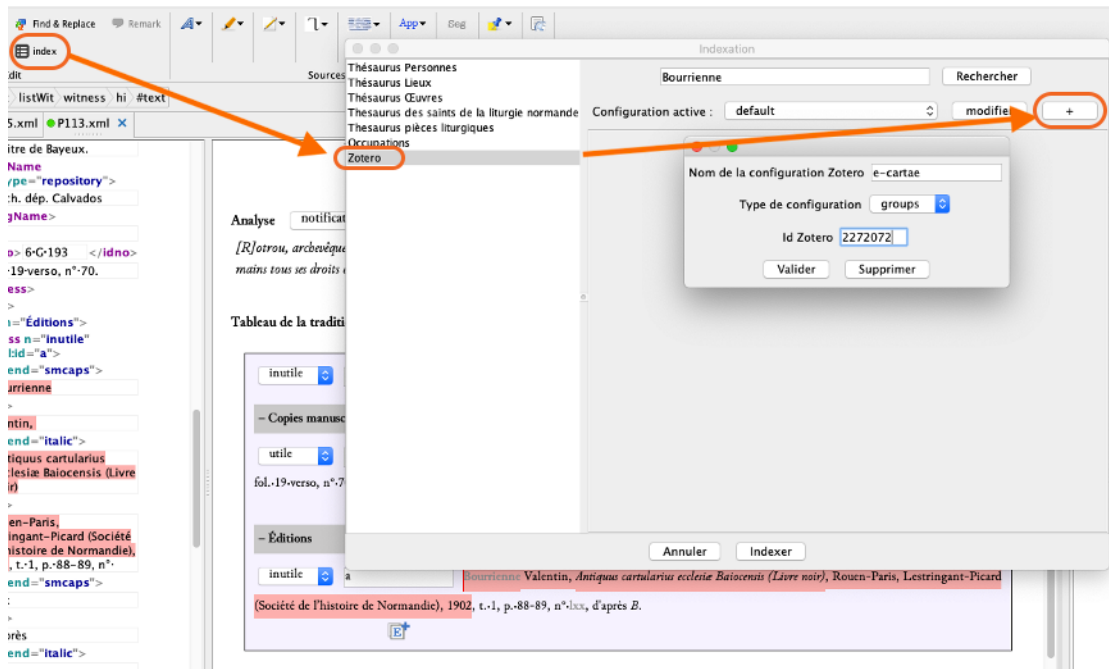 Find & Replace Remark App Seg
index
dit Sources
listWit witness hi #text
5.xml P113.xml ×
itre de Bayeux.
Name
ype="repository">
h. dép. Calvados
gName>
o> 6·G·193 </idno>
·19·verso, n°·70.
ess>
>
n="Éditions">
ss n="inutile"
l:id="a">
end="smcaps">
urrienne
>
ntin,
end="italic">
tiquus cartularius
clesiæ Baiocensis (Livre
ir)
>
en-Paris,
ingant-Picard (Société
histoire de Normandie),
, t.·1, p.·88-89, n°·
end="smcaps">
>
rès
end="italic">
Analyse notificat
[R]otrou, archevêque
mains tous ses droits
Tableau de la traditi
inutile
– Copies manusc
utile
fol.·19·verso, n°·7
– Éditions
inutile a Bourrienne Valentin, Antiquus cartularius ecclesiæ Baiocensis (Livre noir), Rouen-Paris, Lestringant-Picard
(Société de l'histoire de Normandie), 1902, t.·1, p.·88-89, n°·lxx, d'après B.
E
Indexation
Thésaurus Personnes
Thésaurus Lieux
Thésaurus Œuvres
Thesaurus des saints de la liturgie normande
Thesaurus pièces liturgiques
Occupations
Zotero
Bourrienne Rechercher
Configuration active : default modifie +
Nom de la configuration Zotero e-cartae
Type de configuration groups
Id Zotero 2272072
Valider Supprimer
Annuler Indexer